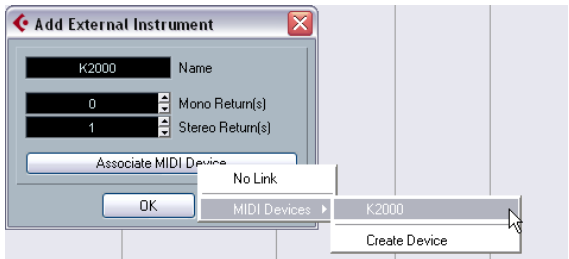 Add External Instrument
K2000 Name
0 Mono Return(s)
1 Stereo Return(s)
Associate MIDI Device
No Link
OK
MIDI Devices
K2000
Create Device